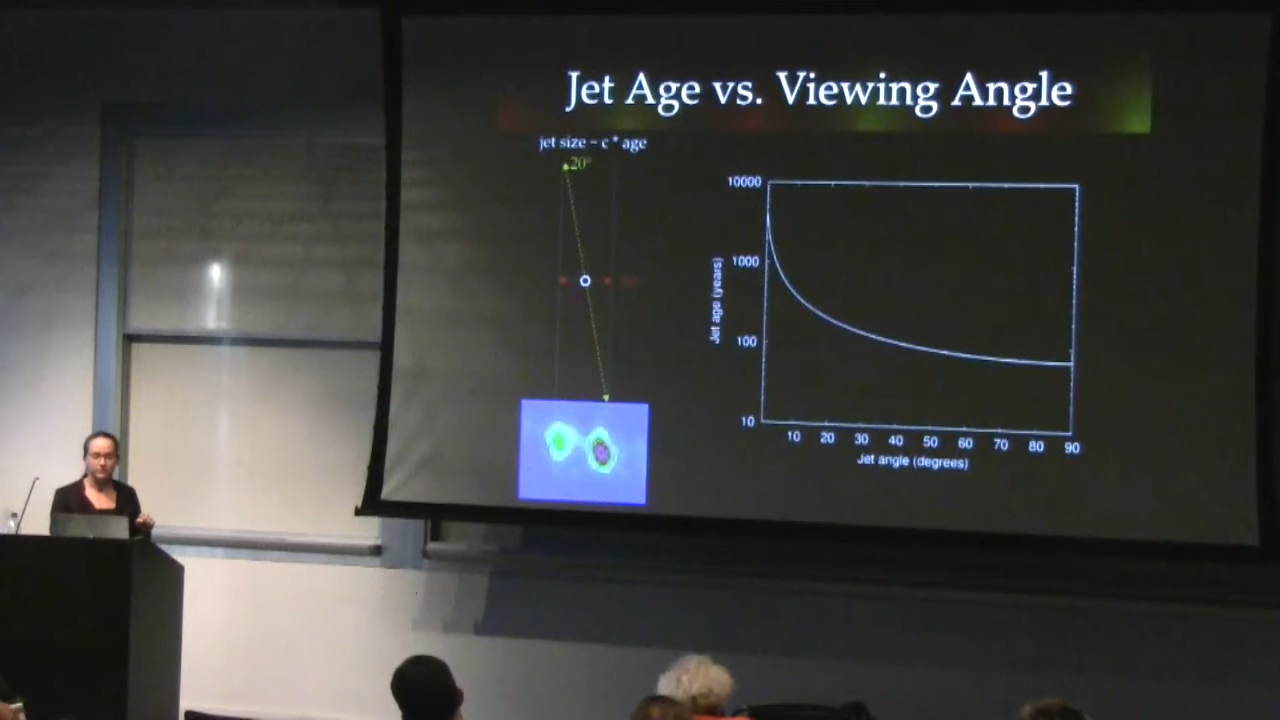 Jet Age vs. Viewing Angle
jet size ~ c * age
20°
10000
1000
100
10
Jet age (years)
10 20 30 40 50 60 70 80 90
Jet angle (degrees)